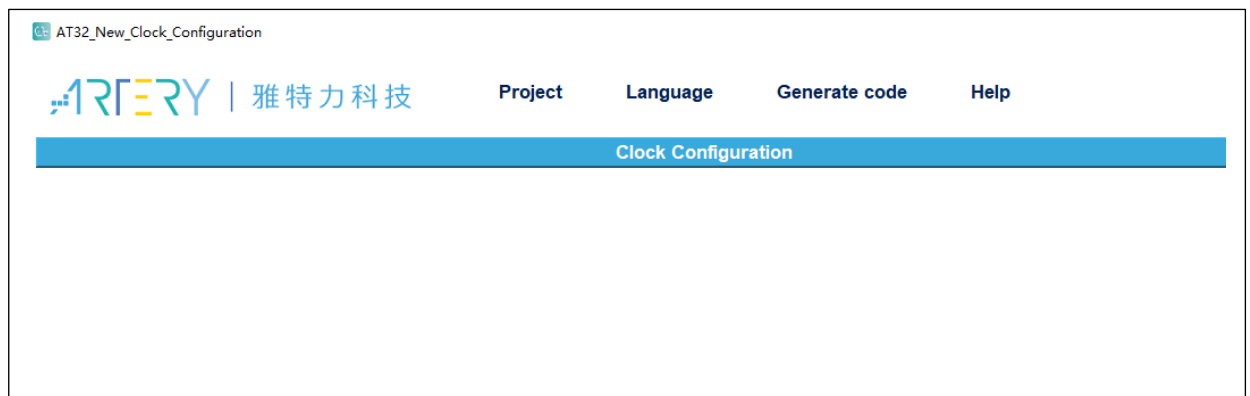 AT32_New_Clock_Configuration
ARTERY | 雅特力科技 Project Language Generate code Help
Clock Configuration